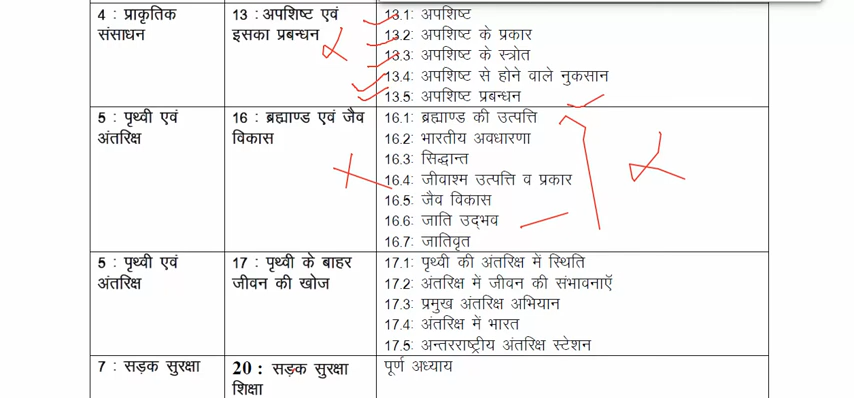 4 : प्राकृतिक संसाधन
13 : अपशिष्ट एवं इसका प्रबन्धन
13.1: अपशिष्ट
13.2: अपशिष्ट के प्रकार
13.3: अपशिष्ट के स्त्रोत
13.4: अपशिष्ट से होने वाले नुकसान
13.5: अपशिष्ट प्रबन्धन
5 : पृथ्वी एवं अंतरिक्ष
16 : ब्रह्माण्ड एवं जैव विकास
16.1: ब्रह्माण्ड की उत्पत्ति
16.2: भारतीय अवधारणा
16.3: सिद्धान्त
16.4: जीवाश्म उत्पत्ति व प्रकार
16.5: जैव विकास
16.6: जाति उद्भव
16.7: जातिवृत
5 : पृथ्वी एवं अंतरिक्ष
17 : पृथ्वी के बाहर जीवन की खोज
17.1: पृथ्वी की अंतरिक्ष में स्थिति
17.2: अंतरिक्ष में जीवन की संभावनाऍ
17.3: प्रमुख अंतरिक्ष अभियान
17.4: अंतरिक्ष में भारत
17.5: अन्तरराष्ट्रीय अंतरिक्ष स्टेशन
7 : सड़क सुरक्षा
20 : सड़क सुरक्षा शिक्षा
पूर्ण अध्याय